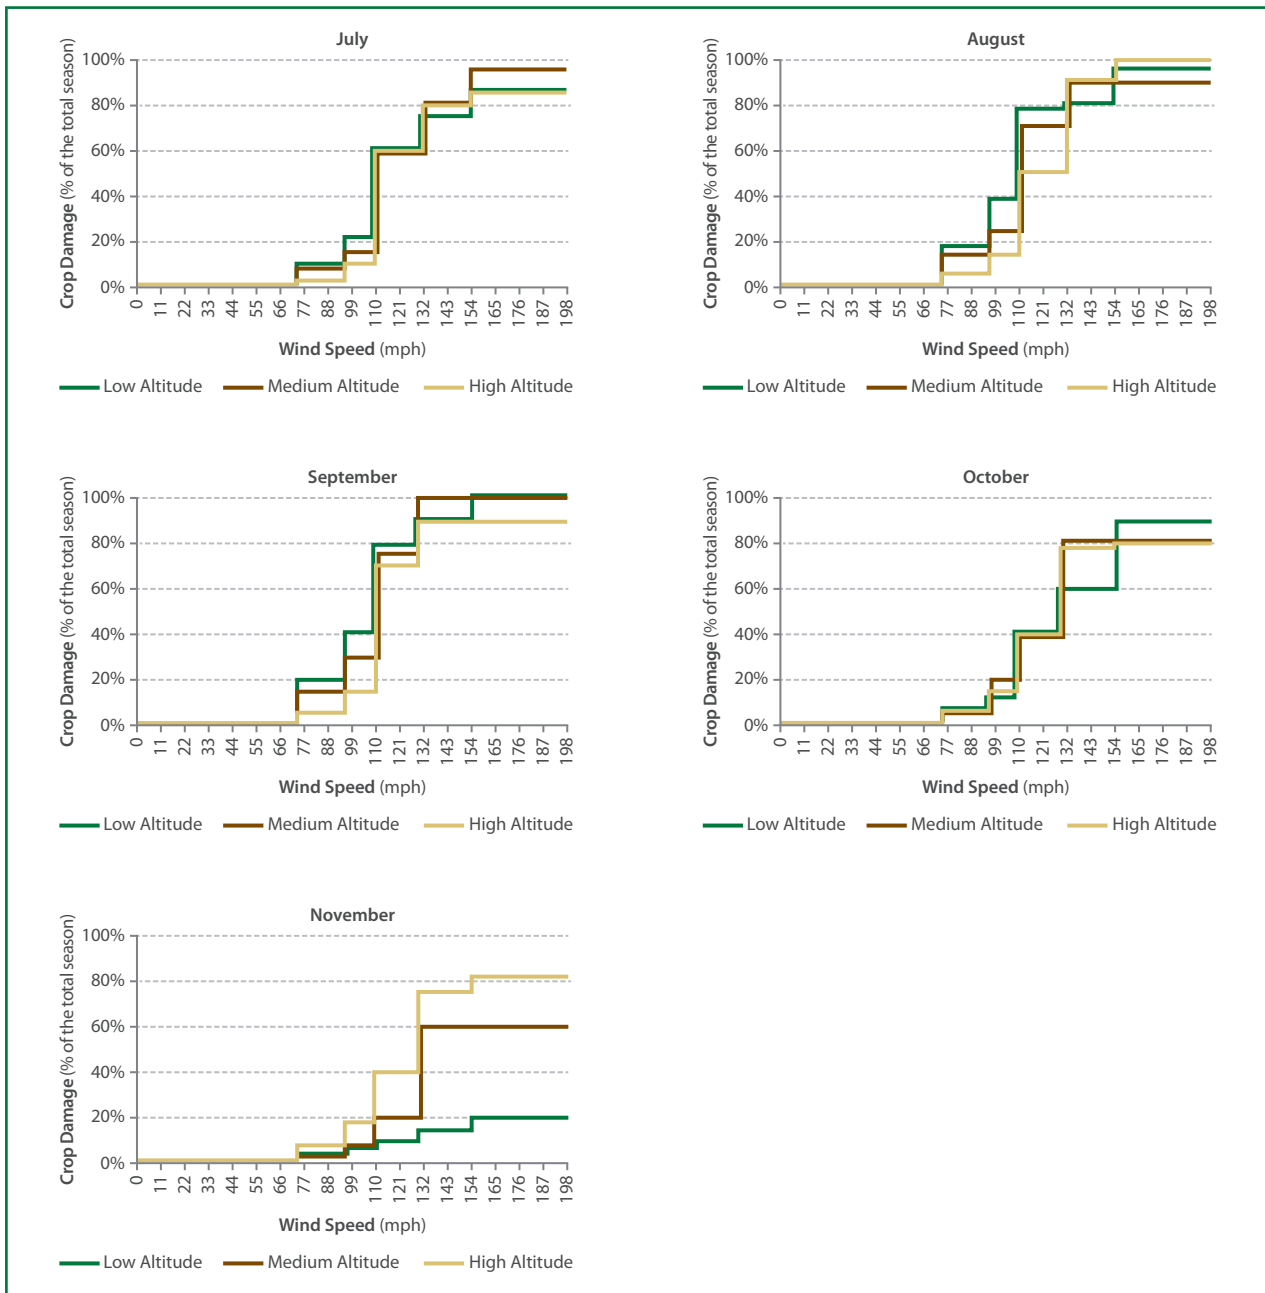 July
Crop Damage (% of the total season)
100%
80%
60%
40%
20%
0%
0 11 22 33 44 55 66 77 88 99 110 121 132 143 154 165 176 187 198
Wind Speed (mph)
Low Altitude Medium Altitude High Altitude
August
Crop Damage (% of the total season)
100%
80%
60%
40%
20%
0%
0 11 22 33 44 55 66 77 88 99 110 121 132 143 154 165 176 187 198
Wind Speed (mph)
Low Altitude Medium Altitude High Altitude
September
Crop Damage (% of the total season)
100%
80%
60%
40%
20%
0%
0 11 22 33 44 55 66 77 88 99 110 121 132 143 154 165 176 187 198
Wind Speed (mph)
Low Altitude Medium Altitude High Altitude
October
Crop Damage (% of the total season)
100%
80%
60%
40%
20%
0%
0 11 22 33 44 55 66 77 88 99 110 121 132 143 154 165 176 187 198
Wind Speed (mph)
Low Altitude Medium Altitude High Altitude
November
Crop Damage (% of the total season)
100%
80%
60%
40%
20%
0%
0 11 22 33 44 55 66 77 88 99 110 121 132 143 154 165 176 187 198
Wind Speed (mph)
Low Altitude Medium Altitude High Altitude